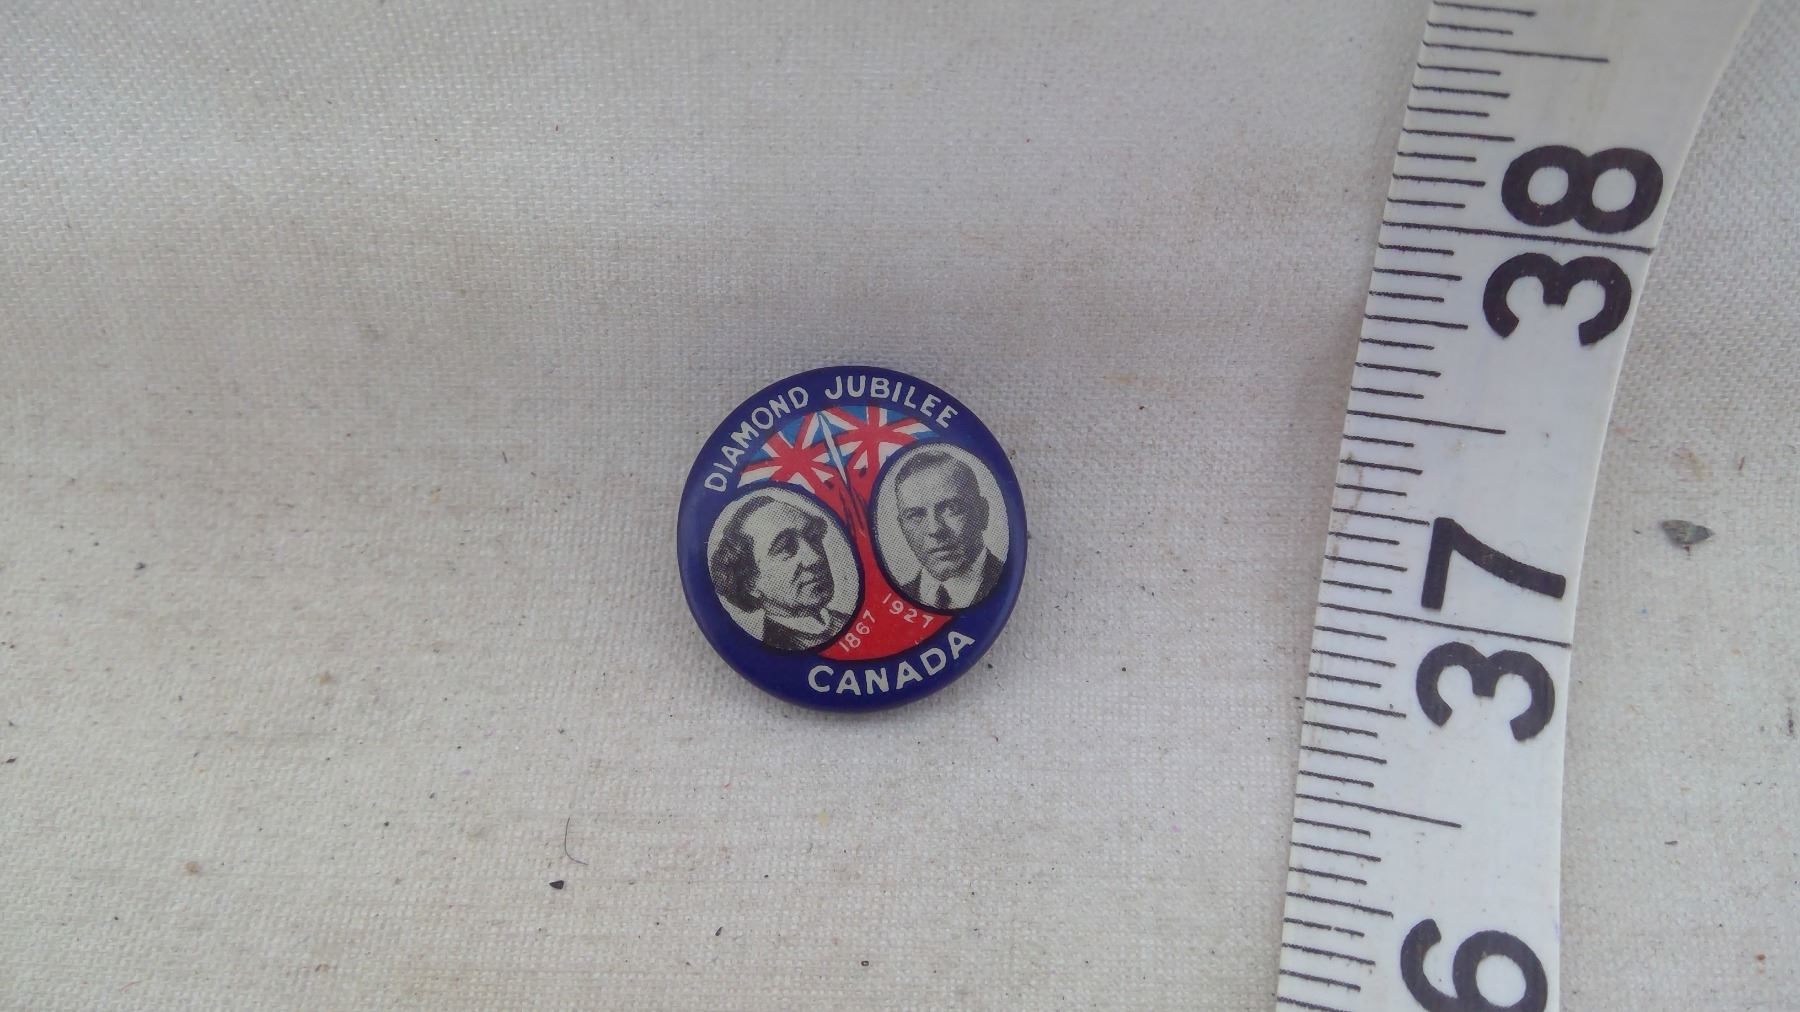 DIAMOND JUBILEE
1867 1927
CANADA
38
37
6